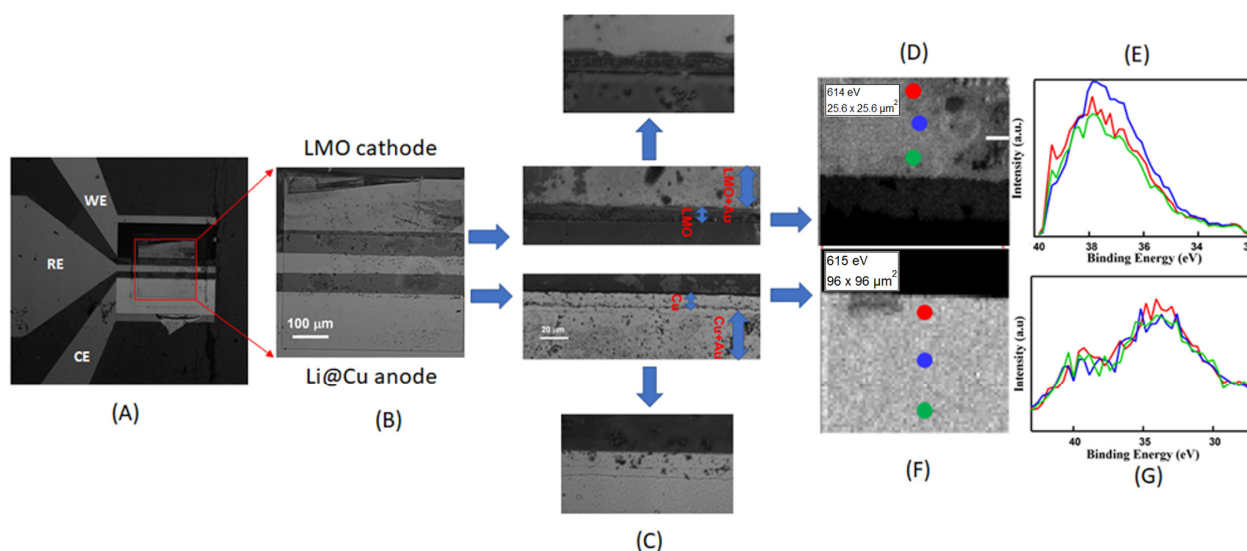 (D)
(E)
LMO cathode
WE
RE
CE
100 μm
Li@Cu anode
(A)
(B)
LMO+Au
LMO
Cu
Cu+Au
20 μm
(C)
614 eV
25.6 x 25.6 μm²
615 eV
96 x 96 μm²
(F)
Intensity (a.u.)
40 38 36 34
Binding Energy (eV)
Intensity (a.u)
40 35 30
Binding Energy (eV)
(G)